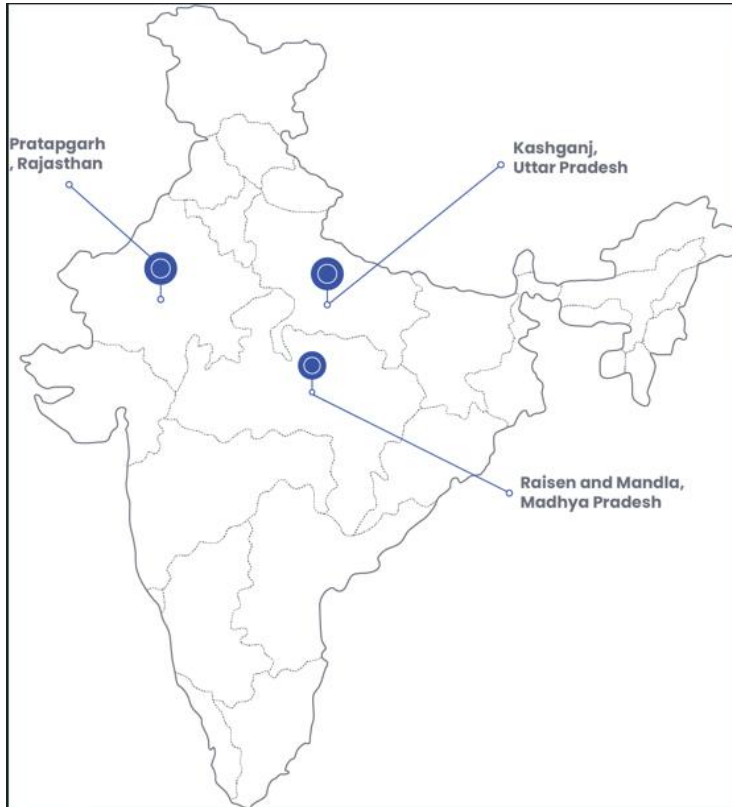 Pratapgarh
, Rajasthan
Kashganj,
Uttar Pradesh
Raisen and Mandla,
Madhya Pradesh